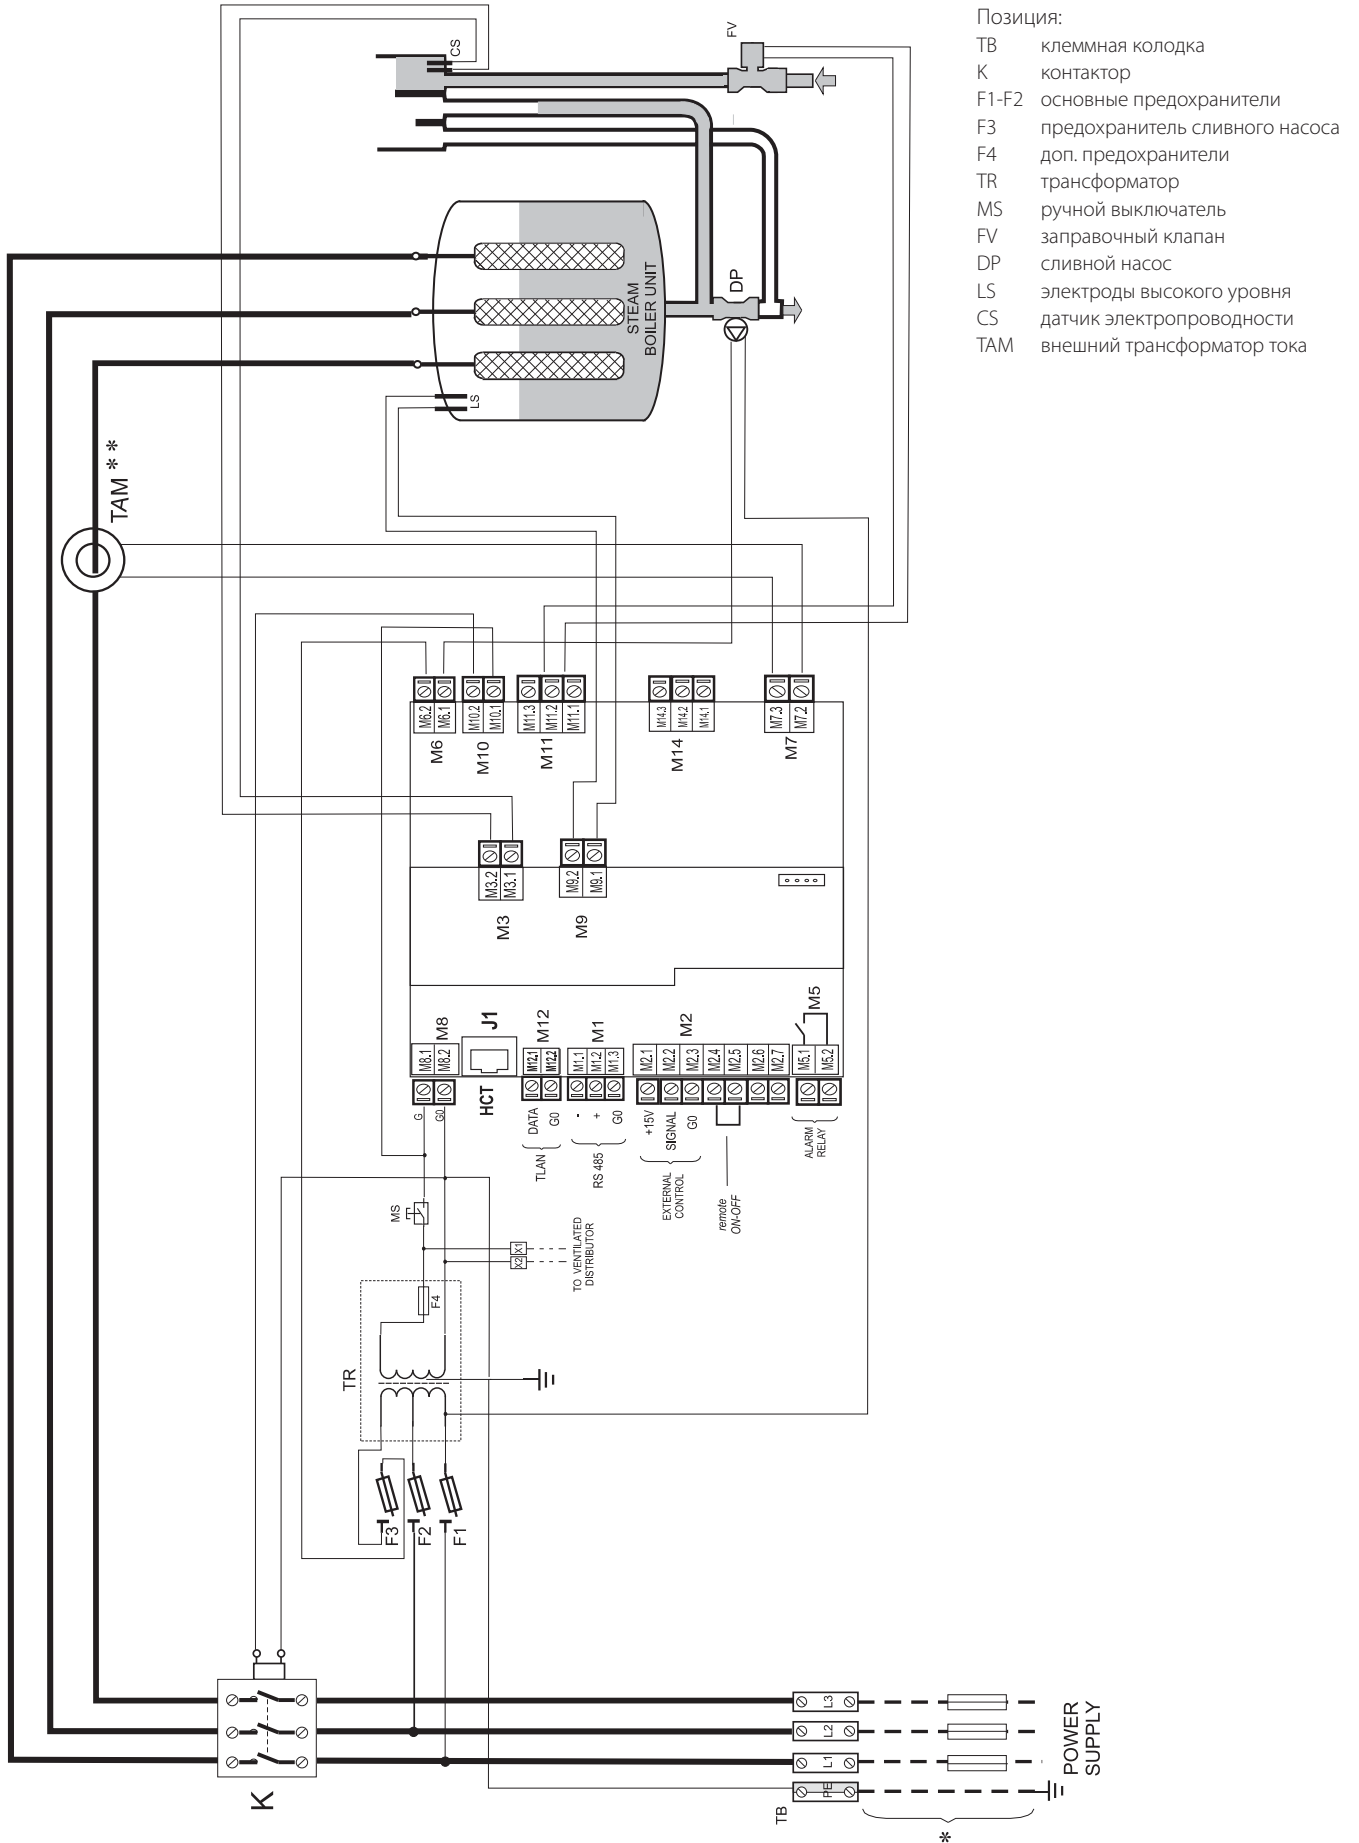 Позиция:
TB клеммная колодка
K контактор
F1-F2 основные предохранители
F3 предохранитель сливного насоса
F4 доп. предохранители
TR трансформатор
MS ручной выключатель
FV заправочный клапан
DP сливной насос
LS электроды высокого уровня
CS датчик электропроводности
TAM внешний трансформатор тока
CS
FV
STEAM
BOILER UNIT
DP
LS
TAM * *
M6.2
M6.1
M10.2
M10.1
M11.3
M11.2
M11.1
M14.3
M14.2
M14.1
M7.3
M7.2
M6
M10
M11
M14
M7
M3.2
M3.1
M9.2
M9.1
M3
M9
M8
J1
M12
M1
M2
M5
M8.1
M8.2
M12.1
M12.2
M1.1
M1.2
M1.3
M2.1
M2.2
M2.3
M2.4
M2.5
M2.6
M2.7
M5.1
M5.2
G
G0
HCT
DATA
G0
-
+
G0
+15V
SIGNAL
G0
TLAN
RS 485
EXTERNAL
CONTROL
remote
ON-OFF
ALARM
RELAY
MS
X1
X2
TO VENTILATED
DISTRIBUTOR
F4
TR
F3
F2
F1
K
L3
L2
L1
PE
TB
POWER
SUPPLY
*